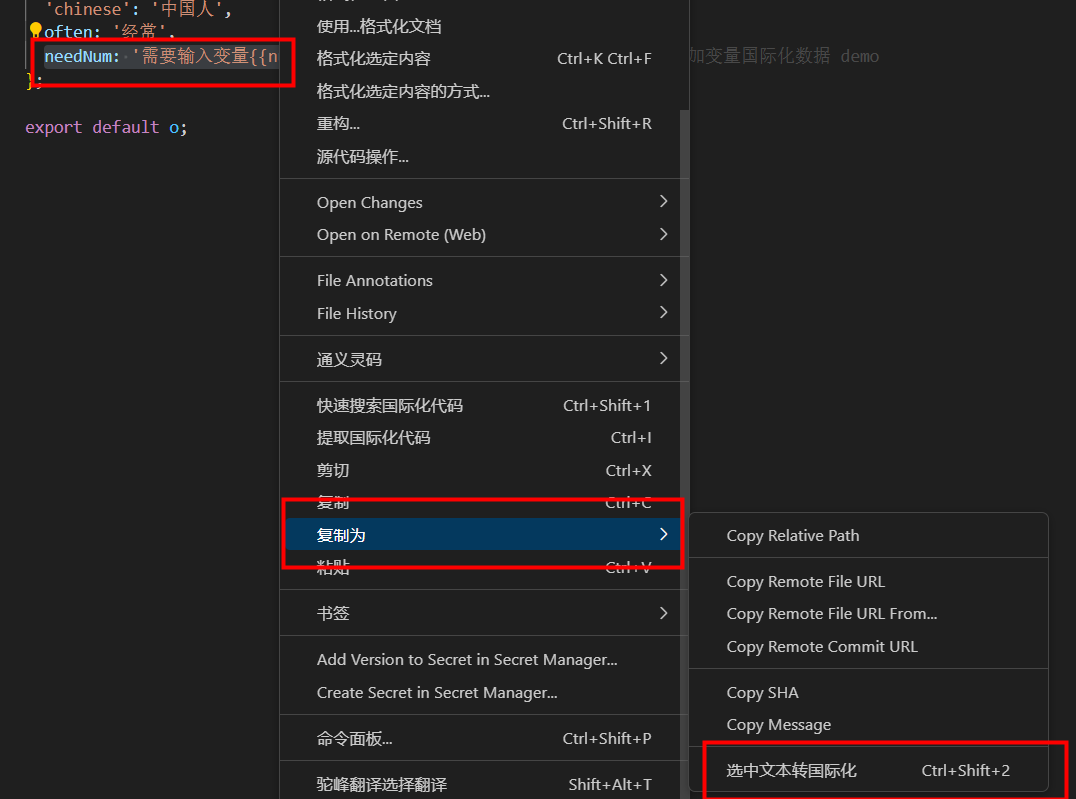 'chinese': '中国人',
使用...格式化文档
often: '经常',
needNum: '需要输入变量{{n
格式化选定内容 Ctrl+K Ctrl+F
加变量国际化数据 demo
格式化选定内容的方式...
};
export default o;
重构... Ctrl+Shift+R
源代码操作...
Open Changes
Open on Remote (Web)
File Annotations
File History
通义灵码
快速搜索国际化代码 Ctrl+Shift+1
提取国际化代码 Ctrl+I
剪切 Ctrl+X
复制 Ctrl+C
复制为
粘贴 Ctrl+V
书签
Add Version to Secret in Secret Manager...
Create Secret in Secret Manager...
命令面板... Ctrl+Shift+P
驼峰翻译选择翻译 Shift+Alt+T
Copy Relative Path
Copy Remote File URL
Copy Remote File URL From...
Copy Remote Commit URL
Copy SHA
Copy Message
选中文本转国际化 Ctrl+Shift+2